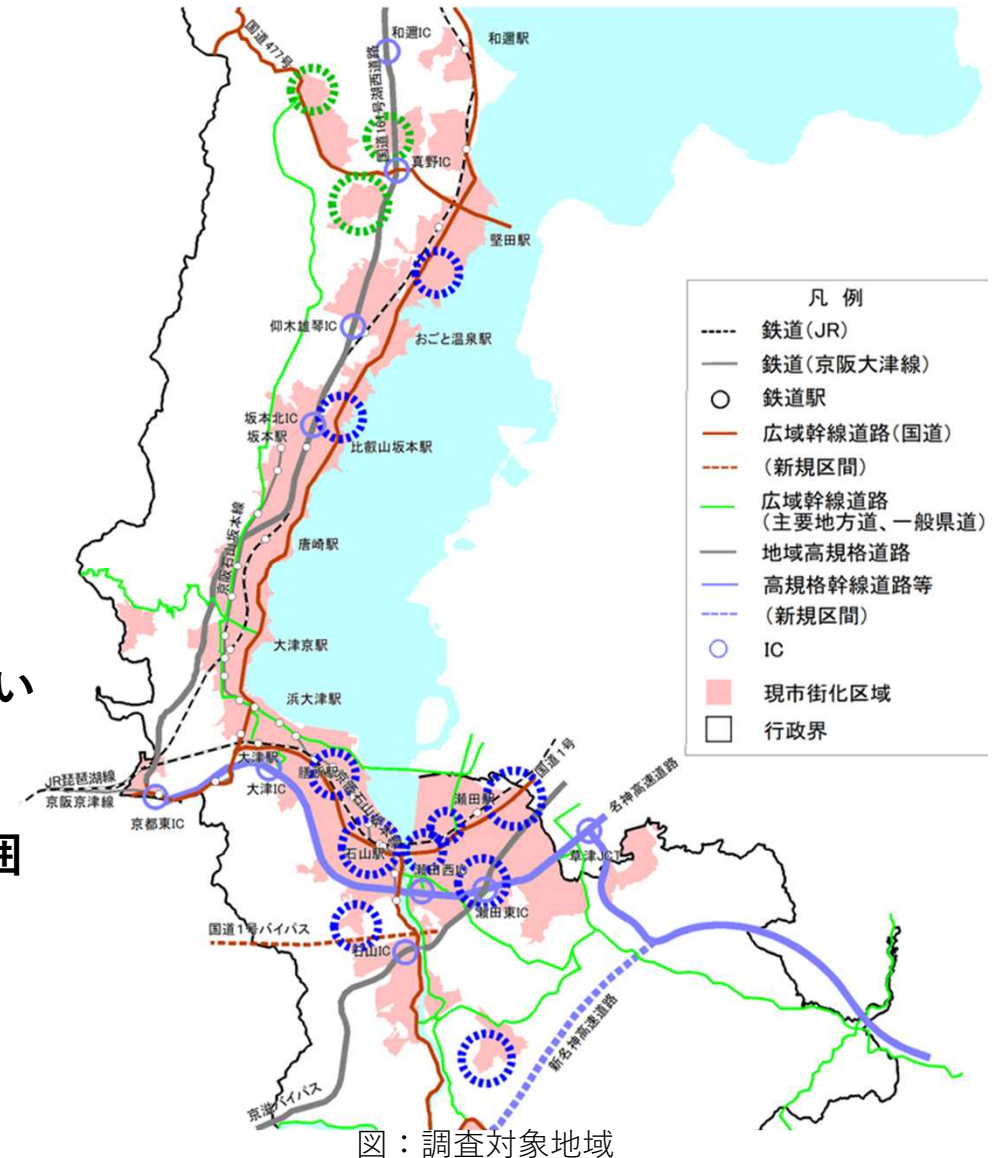 国道477号
和邇IC
和邇駅
国道161号湖西道路
真野IC
堅田駅
仰木雄琴IC
おごと温泉駅
坂本北IC
坂本駅
比叡山坂本駅
京阪石山坂本線
唐崎駅
大津京駅
い
浜大津駅
大津駅
膳所駅
京阪石山坂本線
国道1号
JR琵琶湖線
京阪京津線
大津IC
瀬田駅
名神高速道路
京都東IC
囲
石山駅
瀬田西IC
草津JCT
瀬田東IC
国道1号バイパス
石山IC
新名神高速道路
京滋バイパス
凡 例
鉄道(JR)
鉄道(京阪大津線)
鉄道駅
広域幹線道路(国道)
(新規区間)
広域幹線道路
(主要地方道、一般県道)
地域高規格道路
高規格幹線道路等
(新規区間)
IC
現市街化区域
行政界
図：調査対象地域